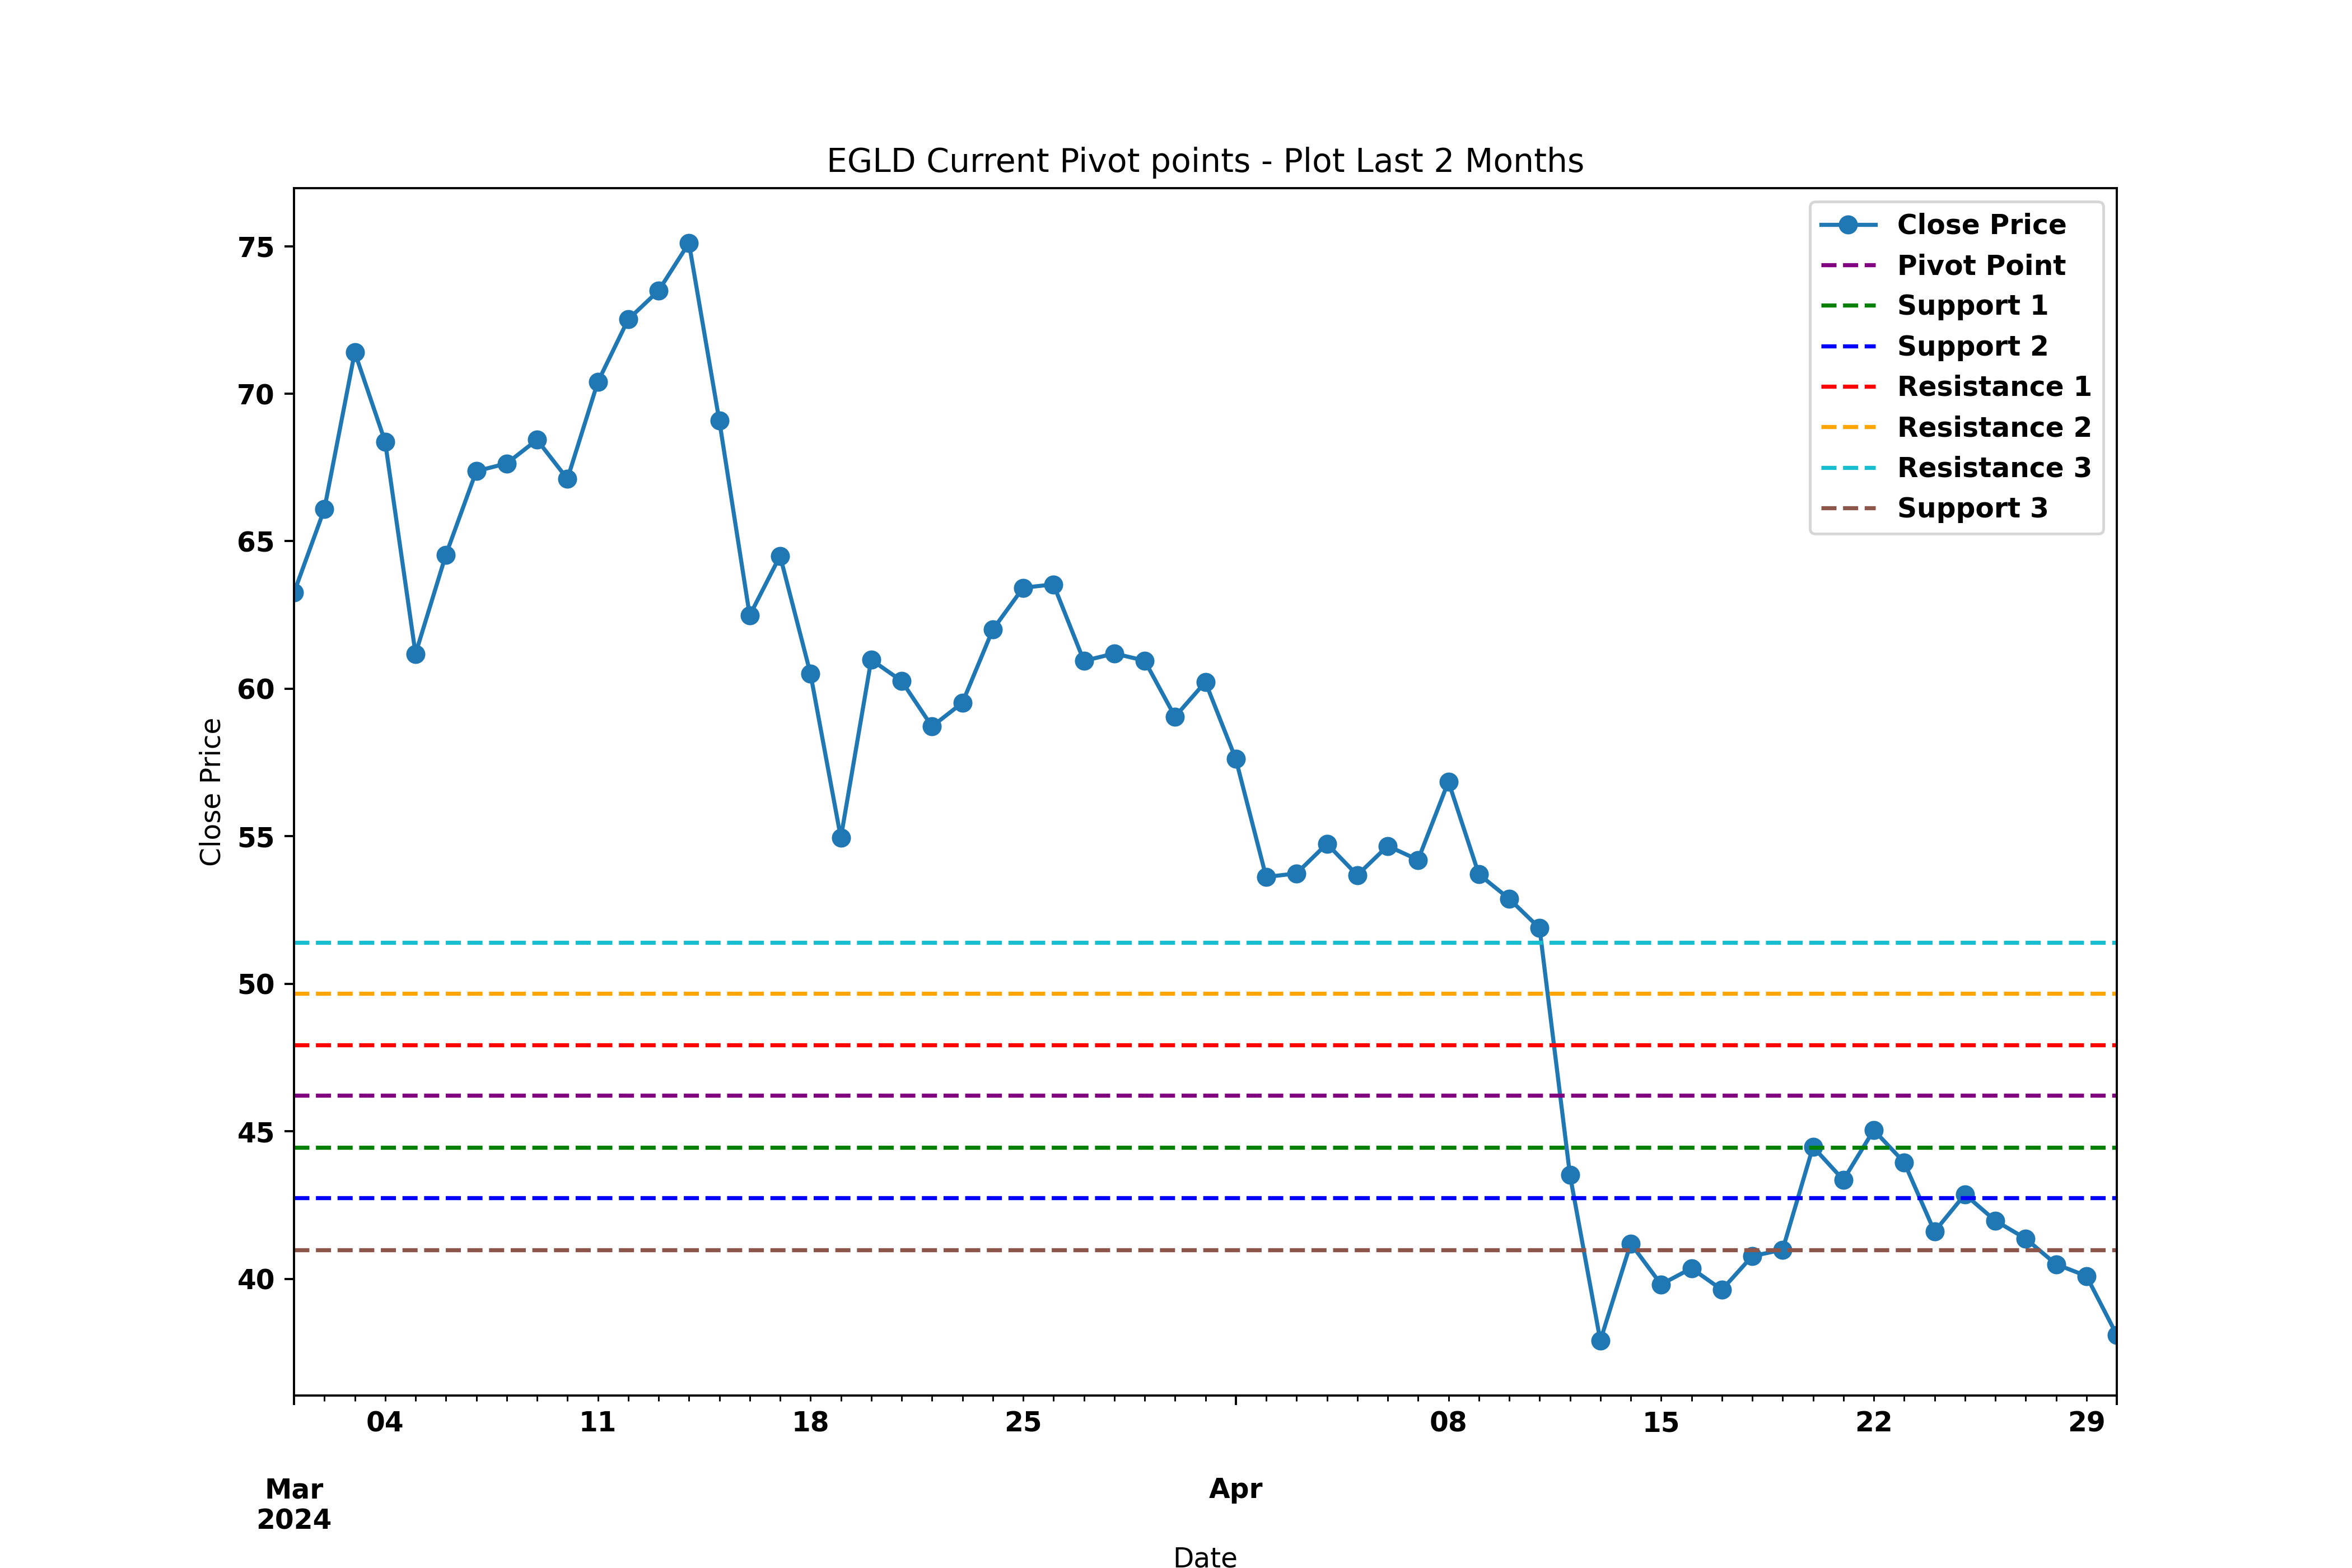 EGLD Current Pivot points - Plot Last 2 Months
Close Price
Pivot Point
Support 1
Support 2
Resistance 1
Resistance 2
Resistance 3
Support 3
75
70
65
60
55
50
45
40
Close Price
04 11 18 25 08 15 22 29
Mar Apr
2024
Date